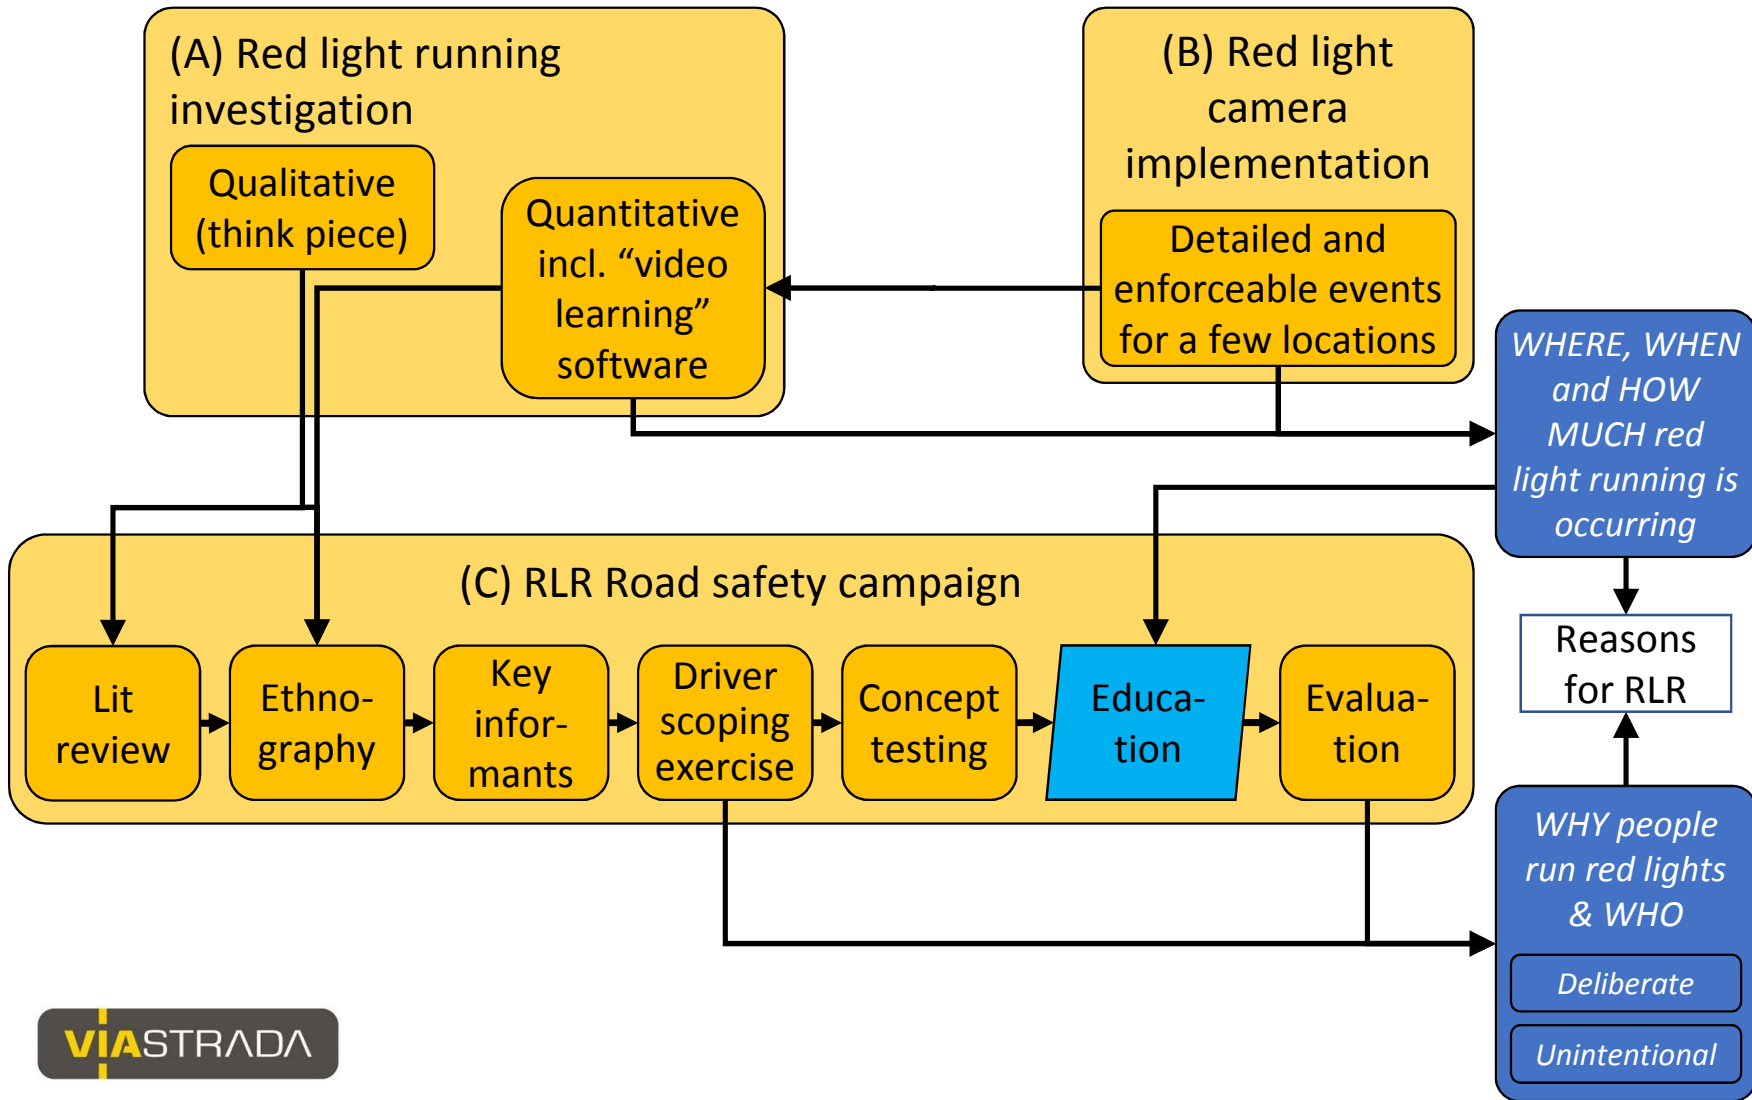 (A) Red light running
investigation
Qualitative
(think piece)
Quantitative
incl. “video
learning”
software
(B) Red light
camera
implementation
Detailed and
enforceable events
for a few locations
WHERE, WHEN
and HOW
MUCH red
light running is
occurring
(C) RLR Road safety campaign
Lit
review
Ethno-
graphy
Key
infor-
mants
Driver
scoping
exercise
Concept
testing
Educa-
tion
Evalua-
tion
Reasons
for RLR
WHY people
run red lights
& WHO
Deliberate
Unintentional
VIASTRADA